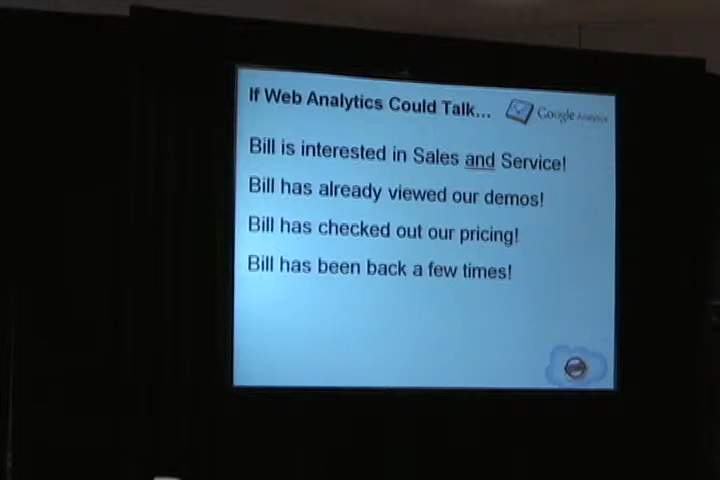 If Web Analytics Could Talk...
Google Analytics
Bill is interested in Sales and Service!
Bill has already viewed our demos!
Bill has checked out our pricing!
Bill has been back a few times!